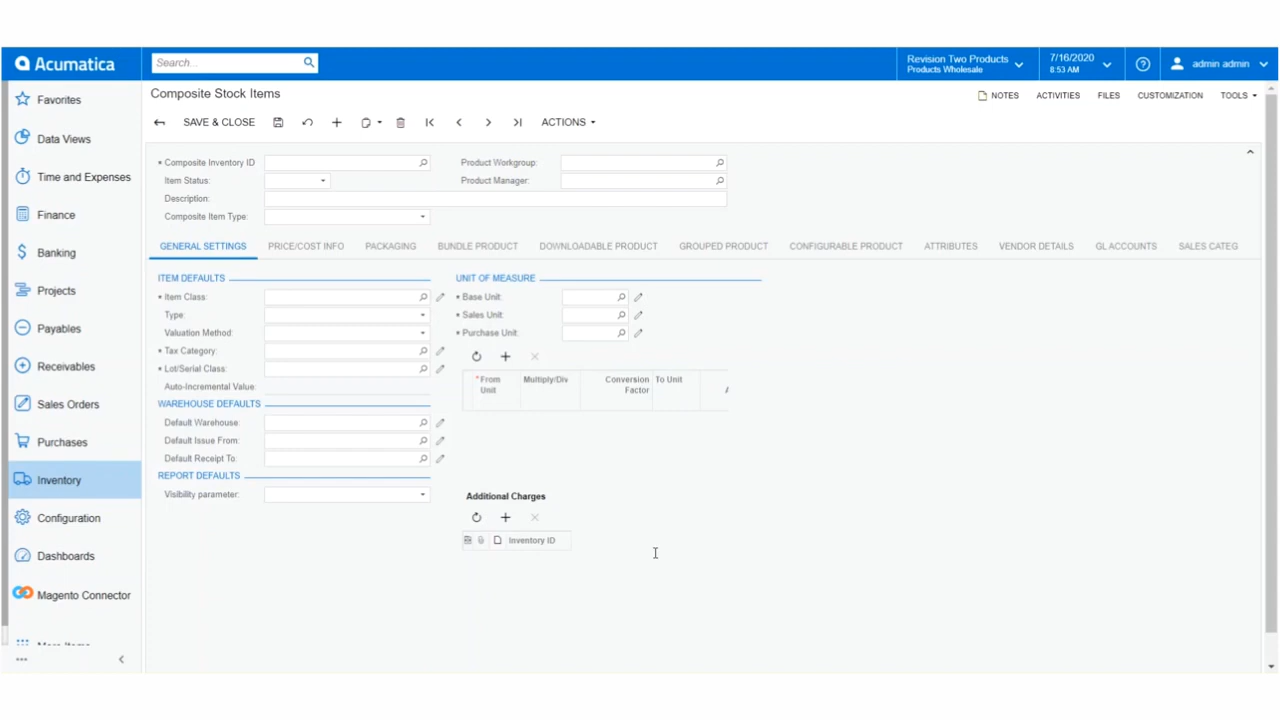 Acumatica
Search...
Revision Two Products
Products Wholesale
7/16/2020
8:53 AM
admin admin
Favorites
Data Views
Time and Expenses
Finance
Banking
Projects
Payables
Receivables
Sales Orders
Purchases
Inventory
Configuration
Dashboards
Magento Connector
More Items
Composite Stock Items
NOTES ACTIVITIES FILES CUSTOMIZATION TOOLS
SAVE & CLOSE ACTIONS
* Composite Inventory ID
Item Status:
Description:
Composite Item Type:
Product Workgroup:
Product Manager:
GENERAL SETTINGS PRICE/COST INFO PACKAGING BUNDLE PRODUCT DOWNLOADABLE PRODUCT GROUPED PRODUCT CONFIGURABLE PRODUCT ATTRIBUTES VENDOR DETAILS GL ACCOUNTS SALES CATEG
ITEM DEFAULTS
* Item Class:
Type:
Valuation Method:
* Tax Category:
* Lot/Serial Class:
Auto-Incremental Value:
WAREHOUSE DEFAULTS
Default Warehouse:
Default Issue From:
Default Receipt To:
REPORT DEFAULTS
Visibility parameter:
UNIT OF MEASURE
* Base Unit:
* Sales Unit:
* Purchase Unit:
*From Unit Multiply/Div Conversion Factor To Unit
Additional Charges
Inventory ID